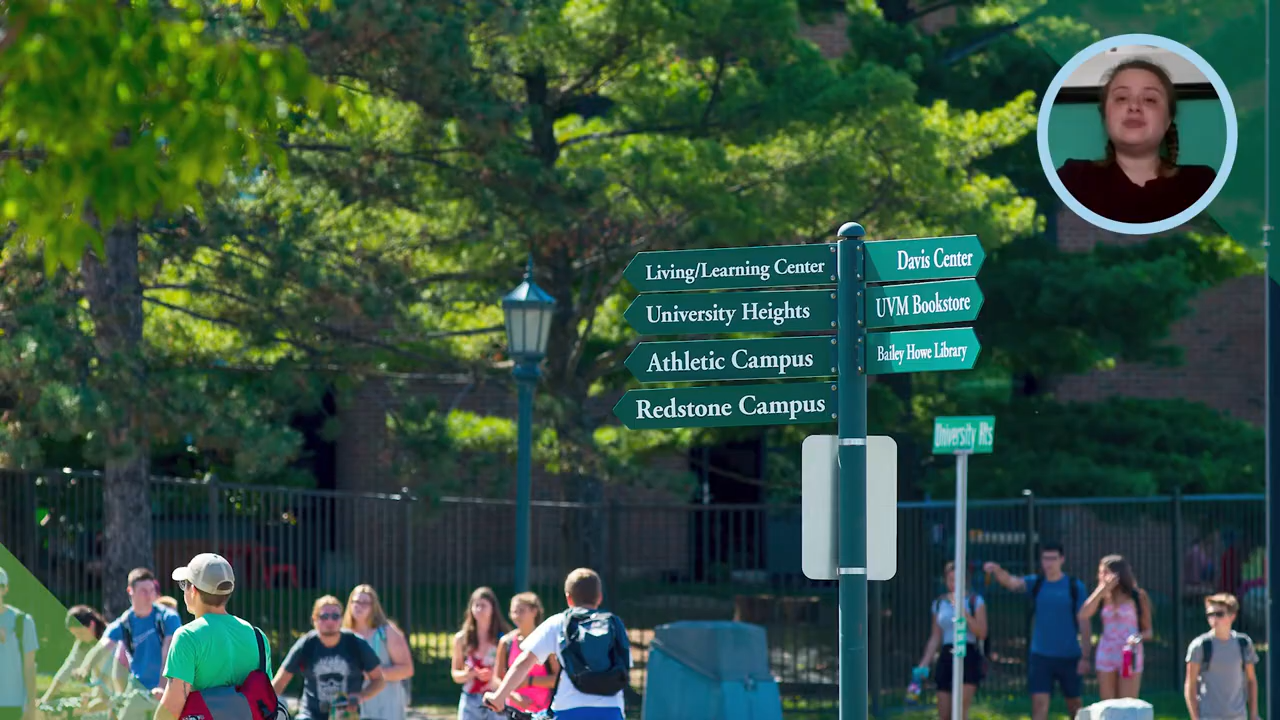 Living/Learning Center
University Heights
Athletic Campus
Redstone Campus
Davis Center
UVM Bookstore
Bailey Howe Library
University Hts